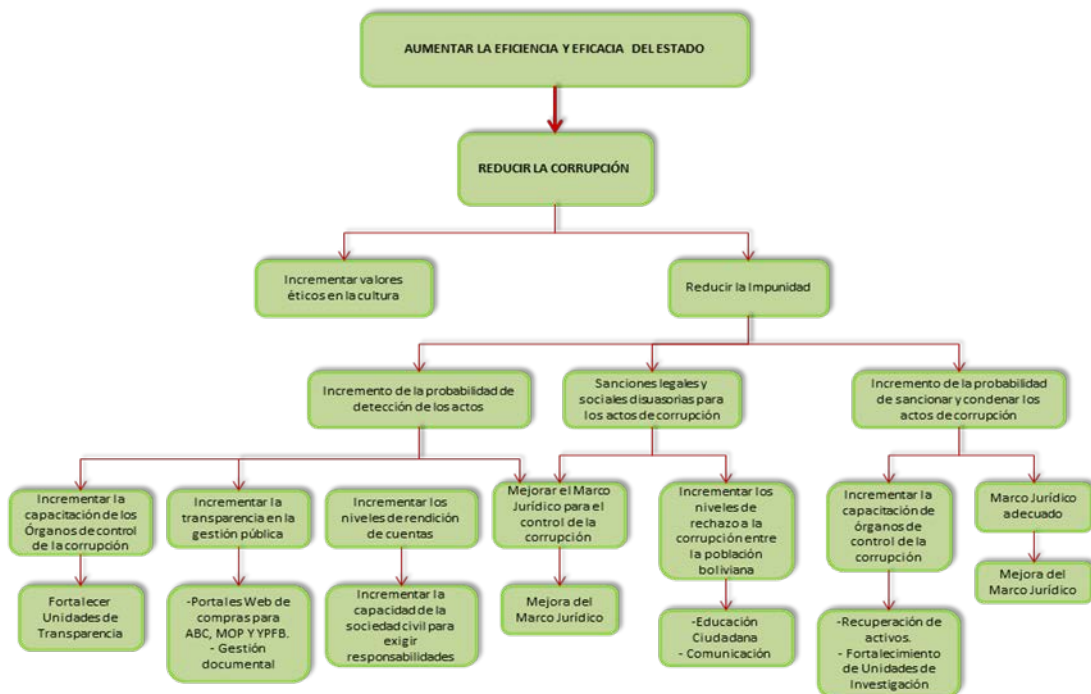 AUMENTAR LA EFICIENCIA Y EFICACIA DEL ESTADO
REDUCIR LA CORRUPCIÓN
Incrementar valores
éticos en la cultura
Reducir la Impunidad
Incremento de la probabilidad de
detección de los actos
Sanciones legales y
sociales disuasorias para
los actos de corrupción
Incremento de la probabilidad
de sancionar y condenar los
actos de corrupción
Incrementar la
capacitación de los
Órganos de control
de la corrupción
Incrementar la
transparencia en la
gestión pública
Incrementar los
niveles de rendición
de cuentas
Mejorar el Marco
Jurídico para el
control de la
corrupción
Incrementar los
niveles de
rechazo a la
corrupción entre
la población
boliviana
Incrementar la
capacitación de
órganos de
control de la
corrupción
Marco Jurídico
adecuado
Fortalecer
Unidades de
Transparencia
-Portales Web de
compras para
ABC, MOP Y YPFB.
- Gestión
documental
Incrementar la
capacidad de la
sociedad civil para
exigir
responsabilidades
Mejora del
Marco Jurídico
-Educación
Ciudadana
- Comunicación
-Recuperación de
activos.
- Fortalecimiento
de Unidades de
Investigación
Mejora del
Marco Jurídico